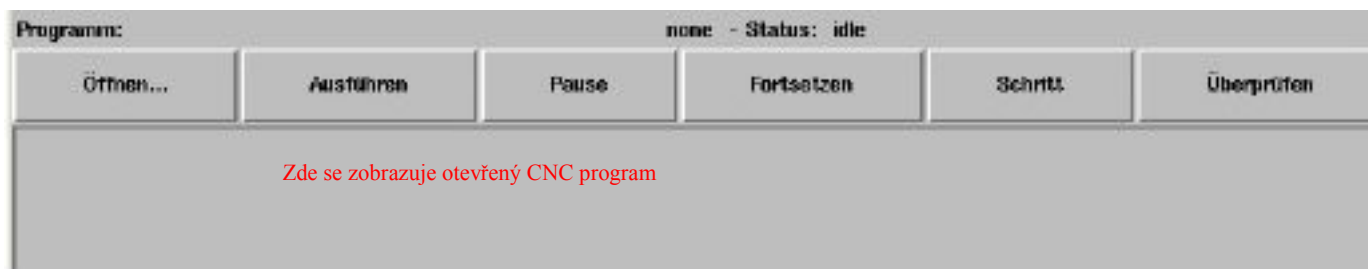 Programm: none - Status: idle
Öffnen... Ausführen Pause Fortsetzen Schritt Überprüfen
Zde se zobrazuje otevřený CNC program